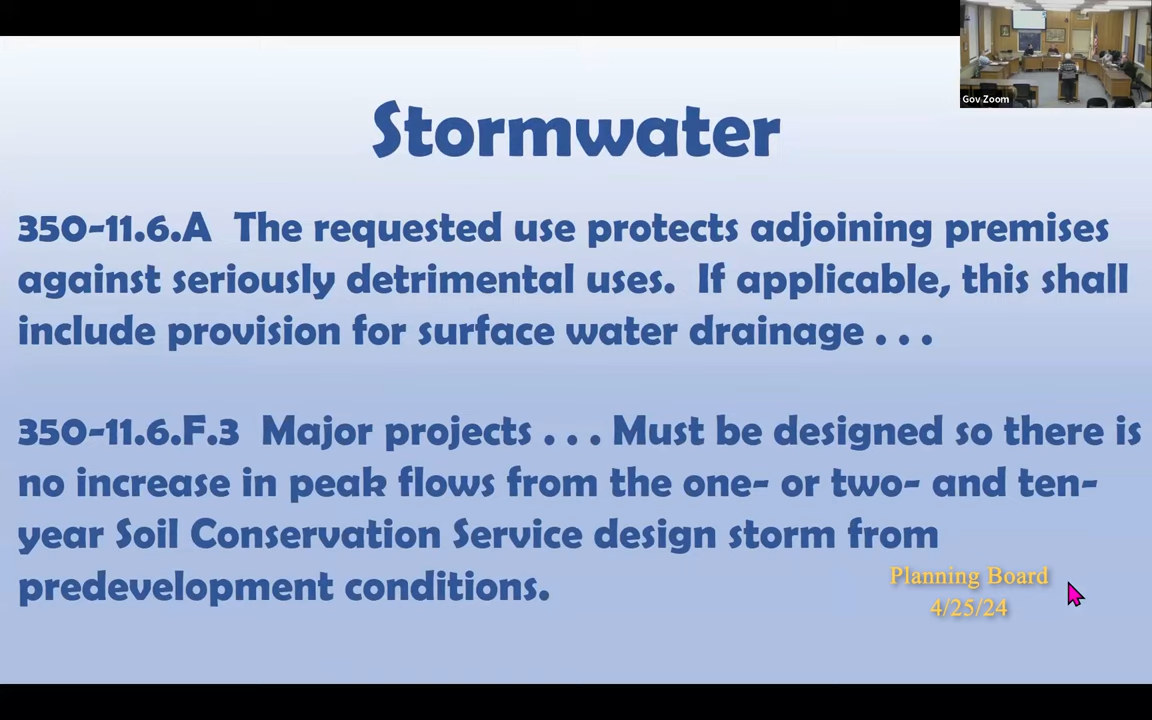 Gov Zoom
Stormwater
350-11.6.A The requested use protects adjoining premises
against seriously detrimental uses. If applicable, this shall
include provision for surface water drainage . . .
350-11.6.F.3 Major projects . . . Must be designed so there is
no increase in peak flows from the one- or two- and ten-
year Soil Conservation Service design storm from
predevelopment conditions.
Planning Board
4/25/24